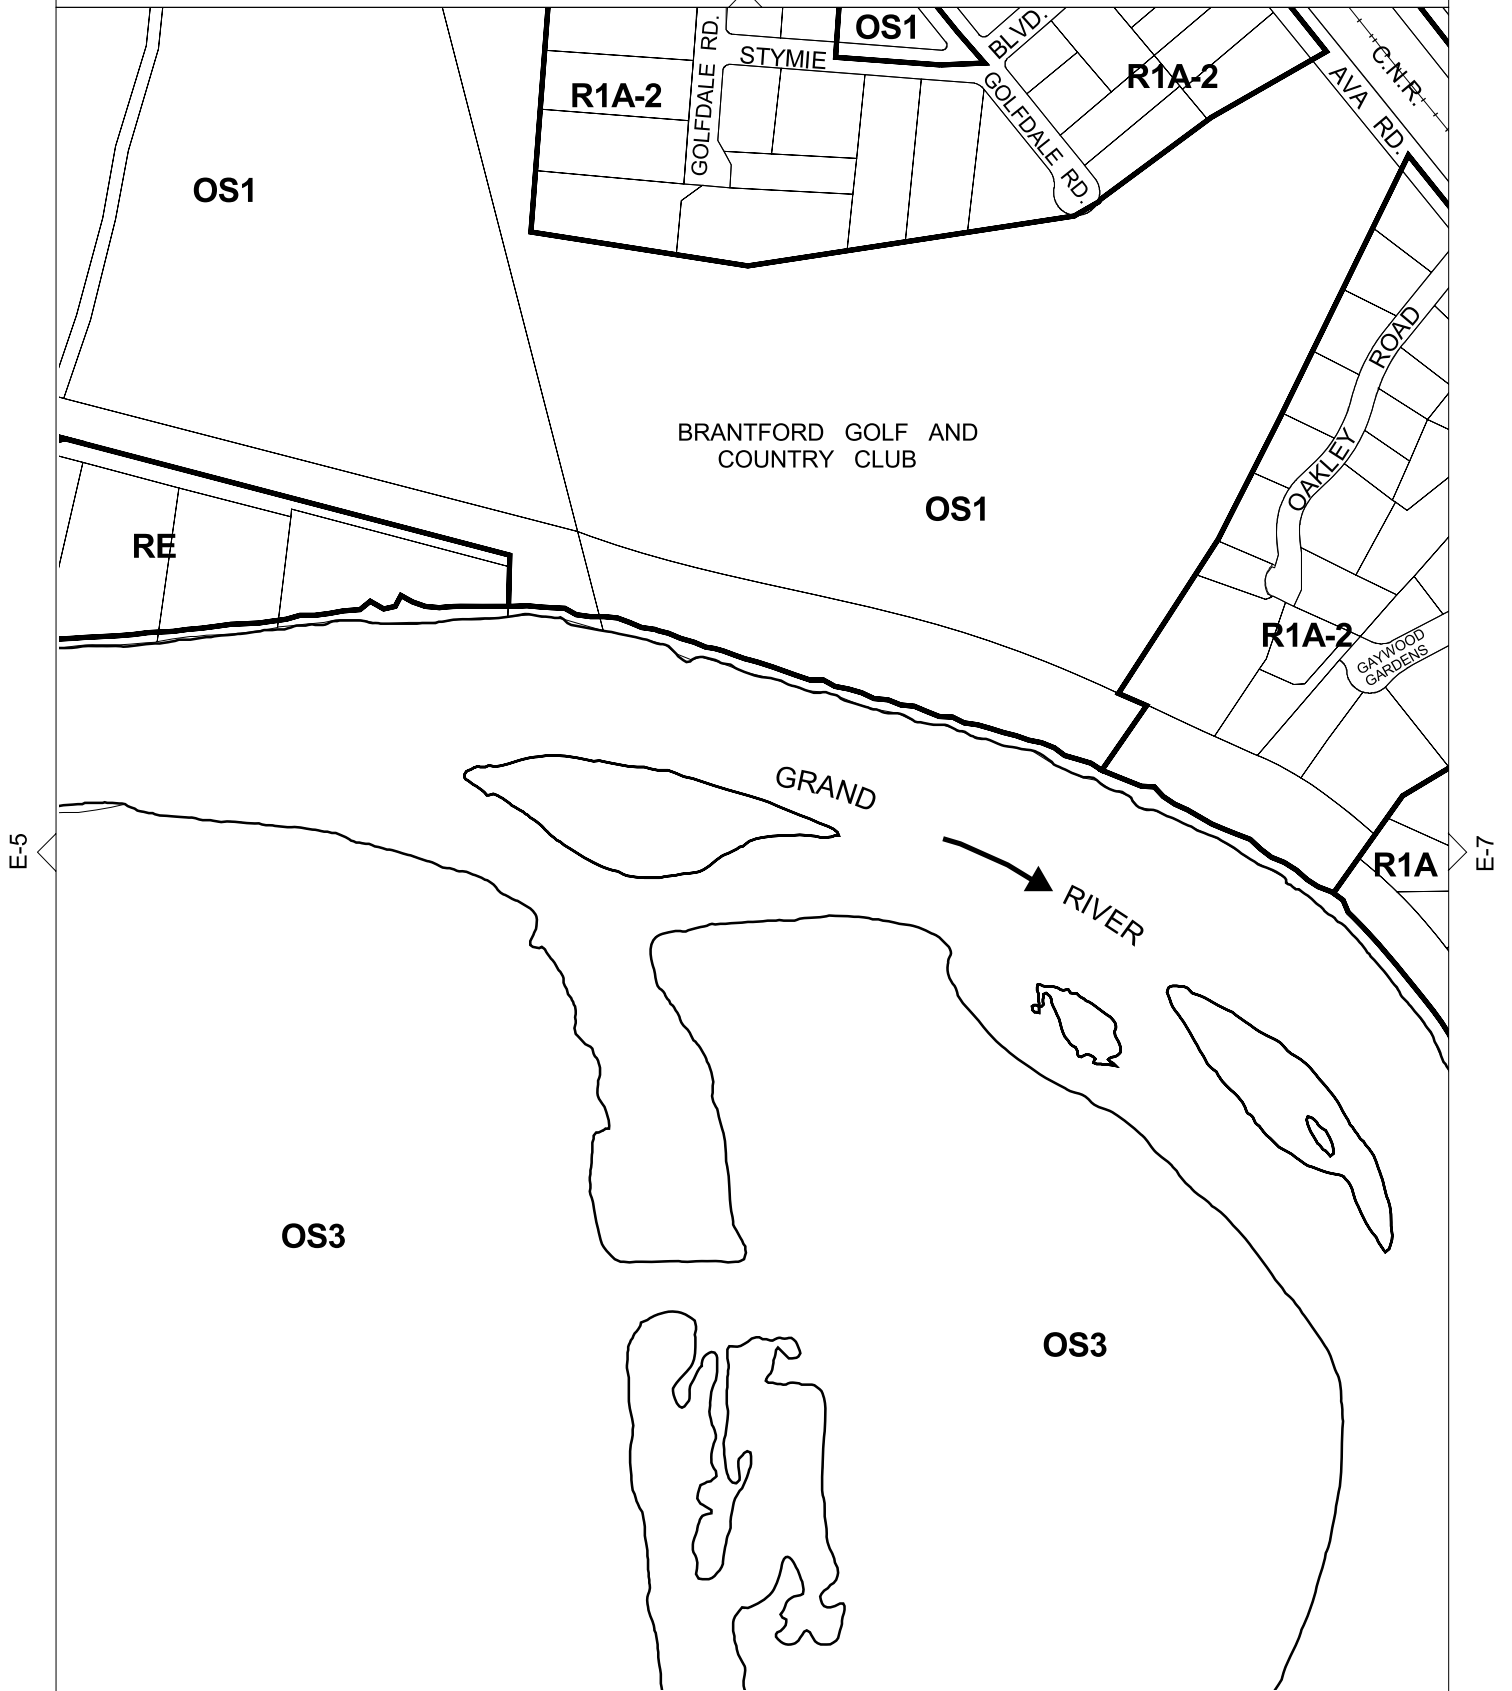 OS1
BLVD.
GOLFDALE RD.
STYMIE
R1A-2
R1A-2
C.N.R.
AVA RD.
GOLFDALE RD.
OS1
OAKLEY ROAD
BRANTFORD GOLF AND
COUNTRY CLUB
OS1
RE
R1A-2
GAYWOOD
GARDENS
GRAND
RIVER
E-5
E-7
R1A
OS3
OS3